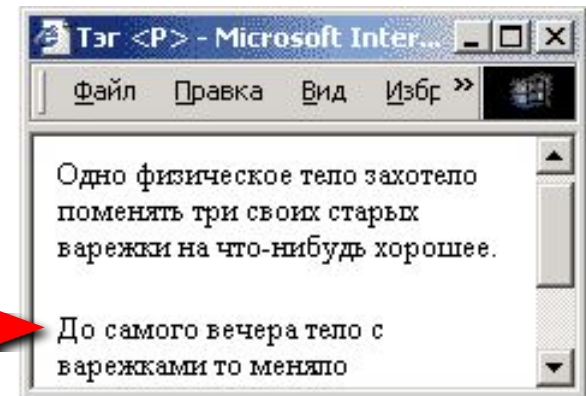 Тэг <P> - Microsoft Inter...
Файл Правка Вид Избр »
Одно физическое тело захотело
поменять три своих старых
варежки на что-нибудь хорошее.
До самого вечера тело с
варежками то меняло